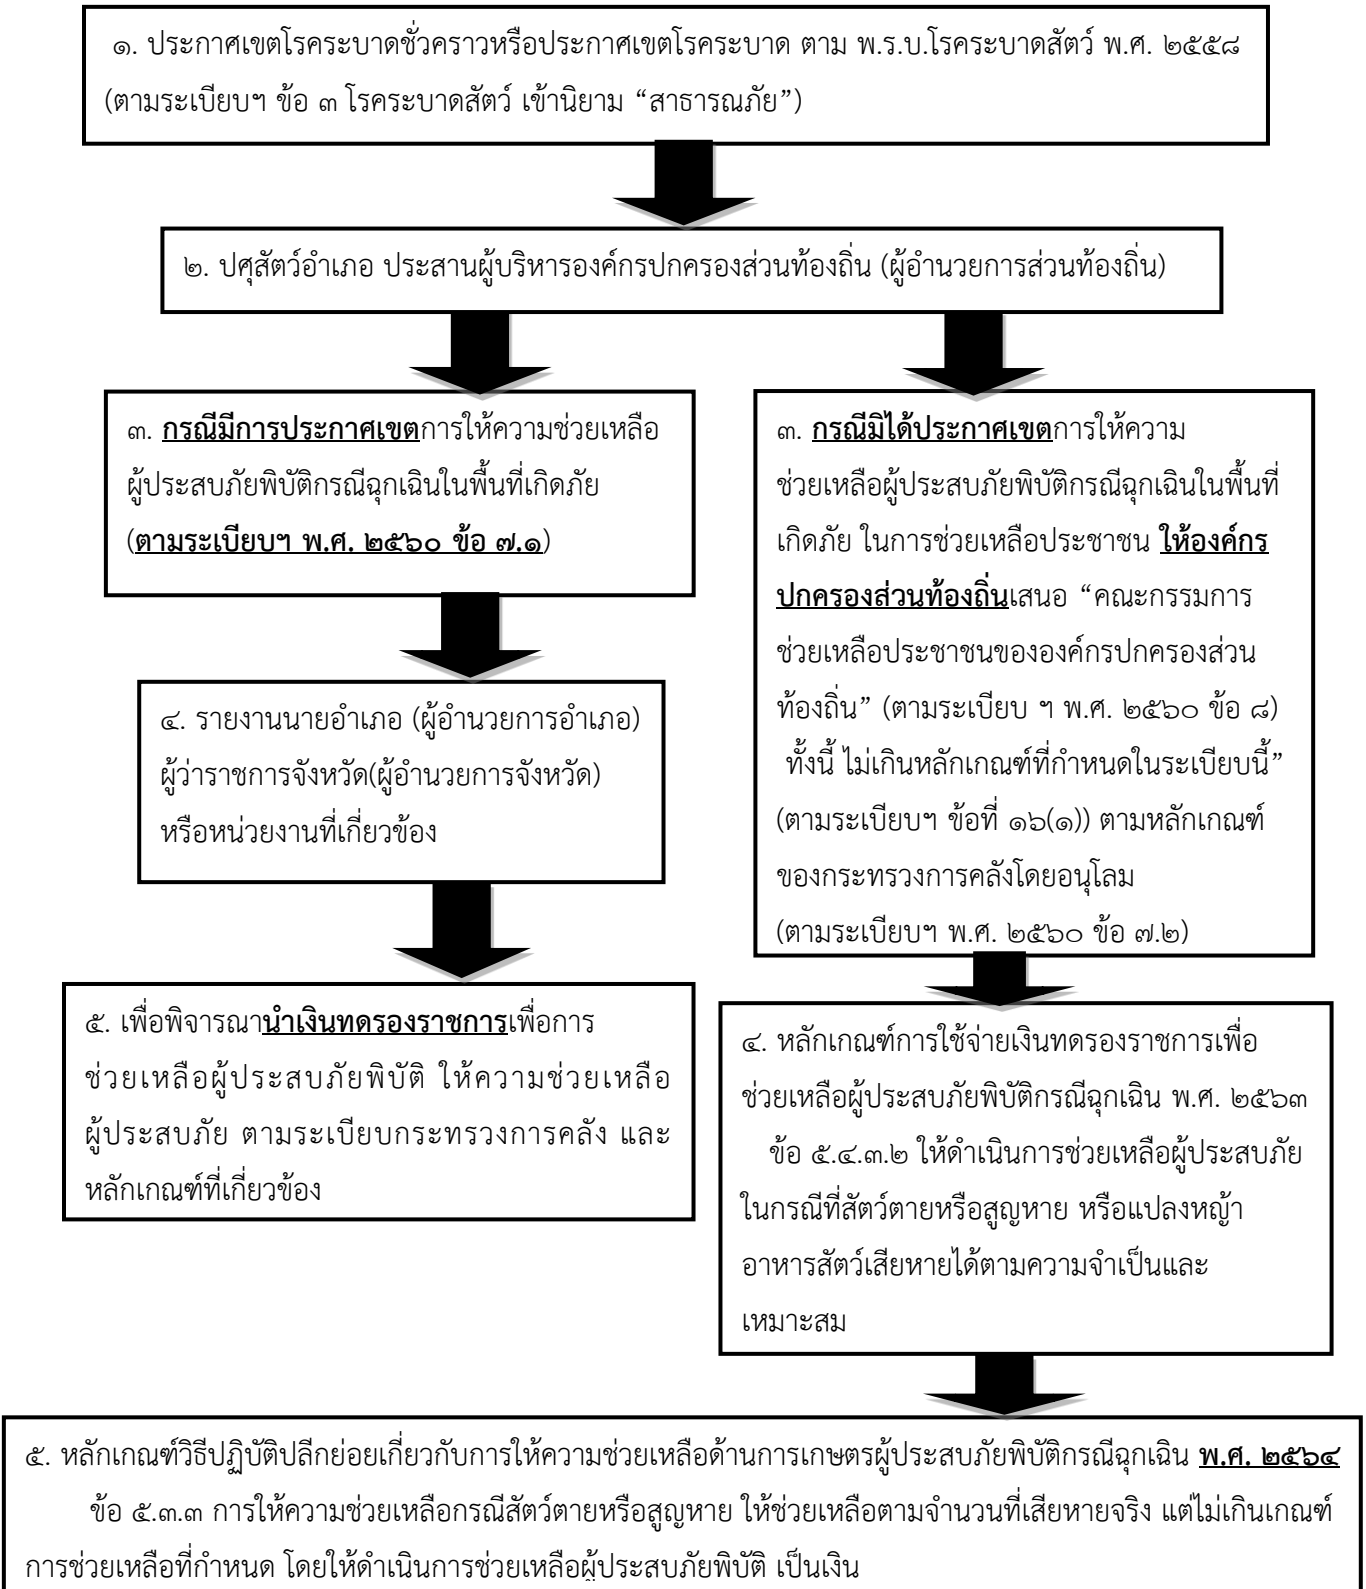 ๑. ประกาศเขตโรคระบาดชั่วคราวหรือประกาศเขตโรคระบาด ตาม พ.ร.บ.โรคระบาดสัตว์ พ.ศ. ๒๕๕๘
(ตามระเบียบฯ ข้อ ๓ โรคระบาดสัตว์ เข้านิยาม “สาธารณภัย”)
๒. ปศุสัตว์อำเภอ ประสานผู้บริหารองค์กรปกครองส่วนท้องถิ่น (ผู้อำนวยการส่วนท้องถิ่น)
๓. กรณีมีการประกาศเขตการให้ความช่วยเหลือ
ผู้ประสบภัยพิบัติกรณีฉุกเฉินในพื้นที่เกิดภัย
(ตามระเบียบฯ พ.ศ. ๒๕๖๐ ข้อ ๗.๑)
๔. รายงานนายอำเภอ (ผู้อำนวยการอำเภอ)
ผู้ว่าราชการจังหวัด(ผู้อำนวยการจังหวัด)
หรือหน่วยงานที่เกี่ยวข้อง
๕. เพื่อพิจารณานำเงินทดรองราชการเพื่อการ
ช่วยเหลือผู้ประสบภัยพิบัติ ให้ความช่วยเหลือ
ผู้ประสบภัย ตามระเบียบกระทรวงการคลัง และ
หลักเกณฑ์ที่เกี่ยวข้อง
๓. กรณีมิได้ประกาศเขตการให้ความ
ช่วยเหลือผู้ประสบภัยพิบัติกรณีฉุกเฉินในพื้นที่
เกิดภัย ในการช่วยเหลือประชาชน ให้องค์กร
ปกครองส่วนท้องถิ่นเสนอ “คณะกรรมการ
ช่วยเหลือประชาชนขององค์กรปกครองส่วน
ท้องถิ่น” (ตามระเบียบ ฯ พ.ศ. ๒๕๖๐ ข้อ ๘)
ทั้งนี้ ไม่เกินหลักเกณฑ์ที่กำหนดในระเบียบนี้”
(ตามระเบียบฯ ข้อที่ ๑๖(๑)) ตามหลักเกณฑ์
ของกระทรวงการคลังโดยอนุโลม
(ตามระเบียบฯ พ.ศ. ๒๕๖๐ ข้อ ๗.๒)
๔. หลักเกณฑ์การใช้จ่ายเงินทดรองราชการเพื่อ
ช่วยเหลือผู้ประสบภัยพิบัติกรณีฉุกเฉิน พ.ศ. ๒๕๖๓
ข้อ ๕.๔.๓.๒ ให้ดำเนินการช่วยเหลือผู้ประสบภัย
ในกรณีที่สัตว์ตายหรือสูญหาย หรือแปลงหญ้า
อาหารสัตว์เสียหายได้ตามความจำเป็นและ
เหมาะสม
๕. หลักเกณฑ์วิธีปฏิบัติปลีกย่อยเกี่ยวกับการให้ความช่วยเหลือด้านการเกษตรผู้ประสบภัยพิบัติกรณีฉุกเฉิน พ.ศ. ๒๕๖๔
ข้อ ๕.๓.๓ การให้ความช่วยเหลือกรณีสัตว์ตายหรือสูญหาย ให้ช่วยเหลือตามจำนวนที่เสียหายจริง แต่ไม่เกินเกณฑ์
การช่วยเหลือที่กำหนด โดยให้ดำเนินการช่วยเหลือผู้ประสบภัยพิบัติ เป็นเงิน